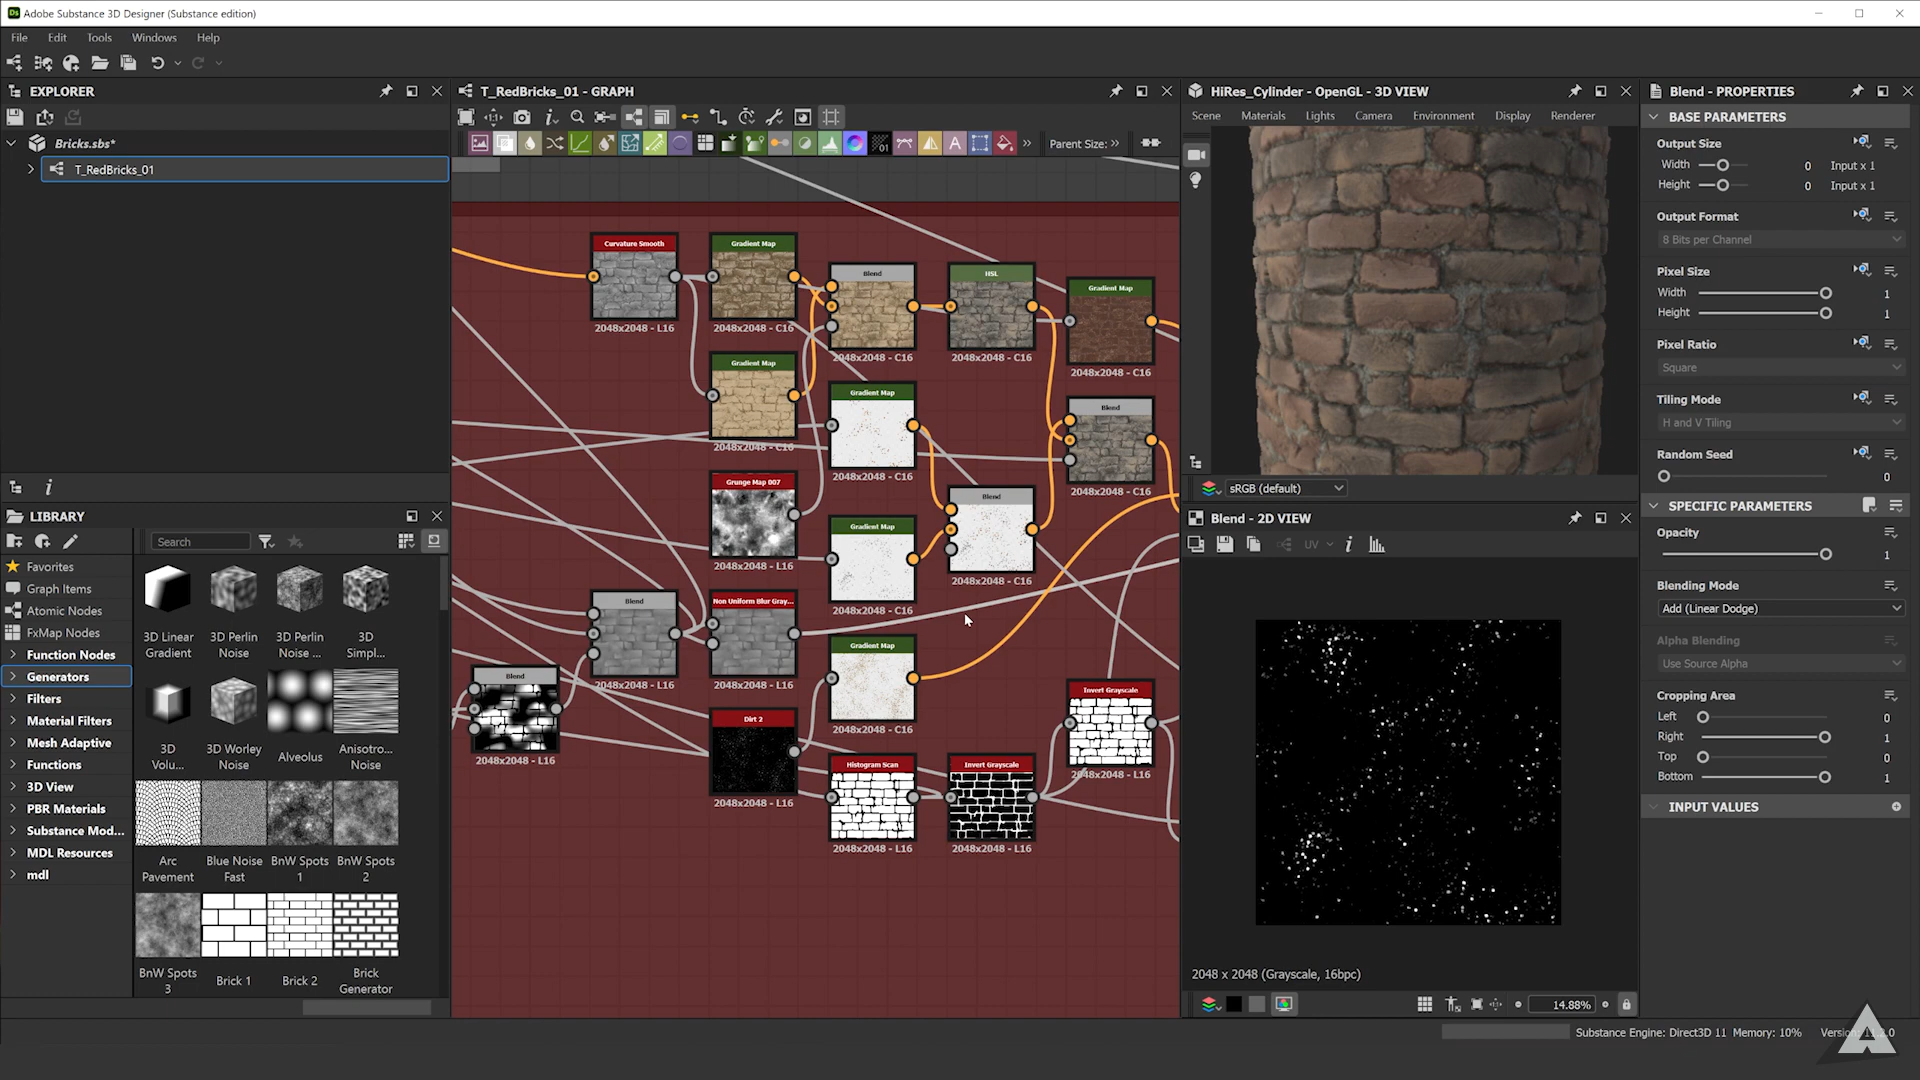 Ds Adobe Substance 3D Designer (Substance edition)
File Edit Tools Windows Help
EXPLORER
Bricks.sbs*
T_RedBricks_01
LIBRARY
Search
Favorites
Graph Items
Atomic Nodes
FxMap Nodes
Function Nodes
Generators
Filters
Material Filters
Mesh Adaptive
Functions
3D View
PBR Materials
Substance Mod...
MDL Resources
mdl
3D Linear Gradient
3D Perlin Noise
3D Perlin Noise ...
3D Simpl...
3D Volu...
3D Worley Noise
Alveolus
Anisotro... Noise
Arc Pavement
Blue Noise Fast
BnW Spots 1
BnW Spots 2
BnW Spots 3
Brick 1
Brick 2
Brick Generator
T_RedBricks_01 - GRAPH
Parent Size:
Curvature Smooth
2048x2048 - L16
Gradient Map
2048x2048 - C16
Blend
2048x2048 - C16
HSL
2048x2048 - C16
Gradient Map
2048x2048 - C16
Gradient Map
2048x2048 - C16
Gradient Map
2048x2048 - C16
Blend
2048x2048 - C16
Grunge Map 007
2048x2048 - L16
Gradient Map
2048x2048 - C16
Blend
2048x2048 - C16
Blend
2048x2048 - L16
Non Uniform Blur Gray...
2048x2048 - L16
Gradient Map
2048x2048 - C16
Blend
2048x2048 - L16
Dirt 2
2048x2048 - L16
Invert Grayscale
2048x2048 - L16
Histogram Scan
2048x2048 - L16
Invert Grayscale
2048x2048 - L16
HiRes_Cylinder - OpenGL - 3D VIEW
Scene Materials Lights Camera Environment Display Renderer
sRGB (default)
Blend - 2D VIEW
UV
2048 x 2048 (Grayscale, 16bpc)
14.88%
Blend - PROPERTIES
BASE PARAMETERS
Output Size
Width 0 Input x 1
Height 0 Input x 1
Output Format
8 Bits per Channel
Pixel Size
Width 1
Height 1
Pixel Ratio
Square
Tiling Mode
H and V Tiling
Random Seed
0
SPECIFIC PARAMETERS
Opacity
1
Blending Mode
Add (Linear Dodge)
Alpha Blending
Use Source Alpha
Cropping Area
Left 0
Right 1
Top 0
Bottom 1
INPUT VALUES
Substance Engine: Direct3D 11 Memory: 10%